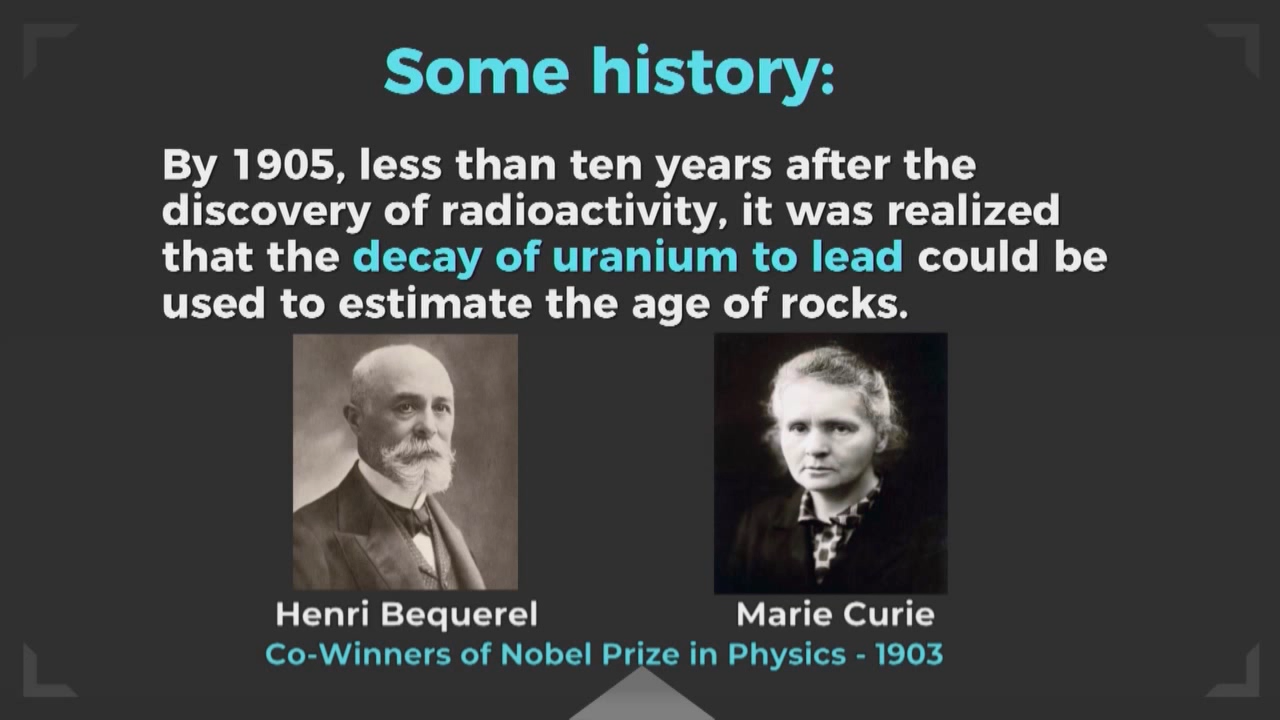 Some history:
By 1905, less than ten years after the
discovery of radioactivity, it was realized
that the decay of uranium to lead could be
used to estimate the age of rocks.
Henri Bequerel
Marie Curie
Co-Winners of Nobel Prize in Physics - 1903